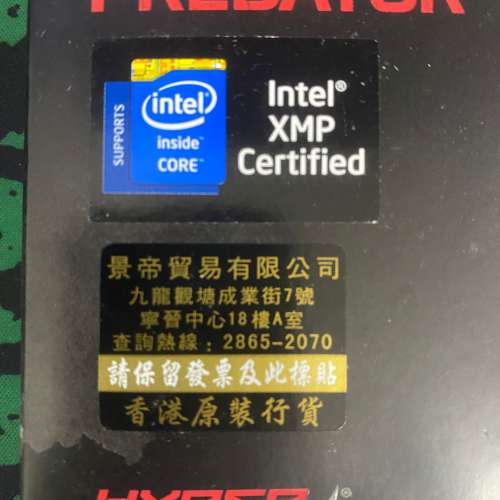 PREDATOR
SUPPORTS
intel
inside™
CORE™
Intel®
XMP
Certified
景帝貿易有限公司
九龍觀塘成業街7號
寧晉中心18樓A室
查詢熱線：2865-2070
請保留發票及此標貼
香港原裝行貨
HYPER